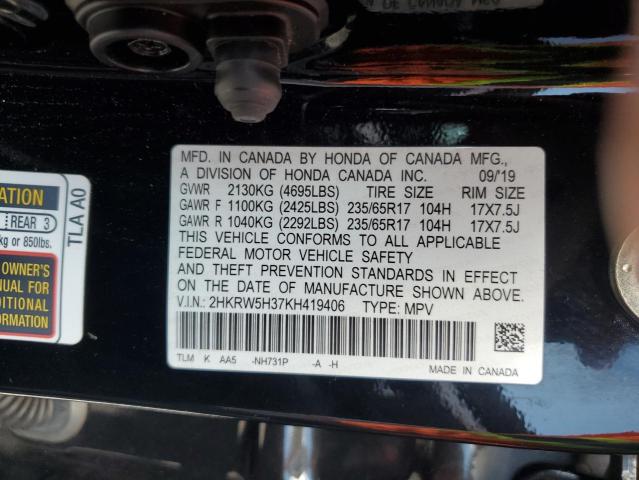 MFD. IN CANADA BY HONDA OF CANADA MFG.,
A DIVISION OF HONDA CANADA INC. 09/'19
GVWR 2130KG (4695LBS) TIRE SIZE RIM SIZE
GAWR F 1100KG (2425LBS) 235/65R17 104H 17X7.5J
GAWR R 1040KG (2292LBS) 235/65R17 104H 17X7.5J
THIS VEHICLE CONFORMS TO ALL APPLICABLE
FEDERAL MOTOR VEHICLE SAFETY
AND THEFT PREVENTION STANDARDS IN EFFECT
ON THE DATE OF MANUFACTURE SHOWN ABOVE.
V.I.N.: 2HKRW5H37KH419406 TYPE: MPV
TLM K AA5 -NH731P -A -H
MADE IN CANADA
ATION
REAR 3
kg or 850lbs.
OWNER'S
NUAL FOR
DITIONAL
FORMATION
TLA A0